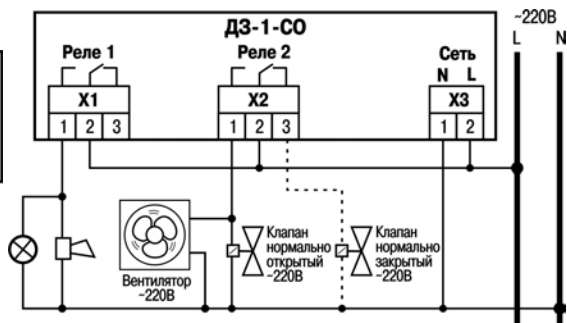 ДЗ-1-СО
~220В
L N
Реле 1
Реле 2
Сеть
N L
X1
X2
X3
1 2 3
1 2 3
1 2
Вентилятор
~220В
Клапан
нормально
открытый
~220В
Клапан
нормально
закрытый
~220В